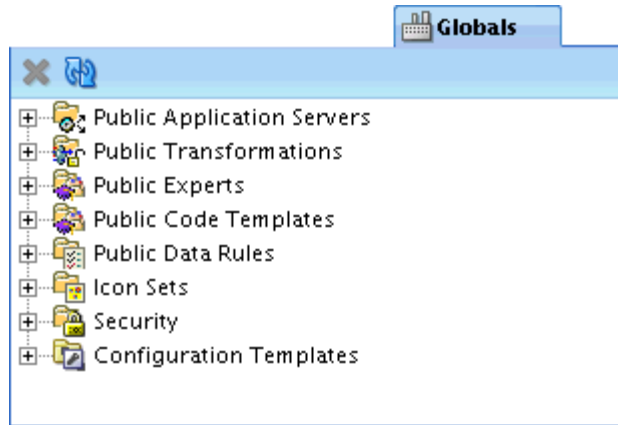 Globals
Public Application Servers
Public Transformations
Public Experts
Public Code Templates
Public Data Rules
Icon Sets
Security
Configuration Templates